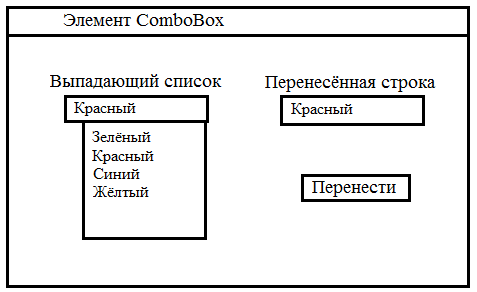 Элемент ComboBox
Выпадающий список
Перенесённая строка
Красный
Красный
Зелёный
Красный
Синий
Жёлтый
Перенести